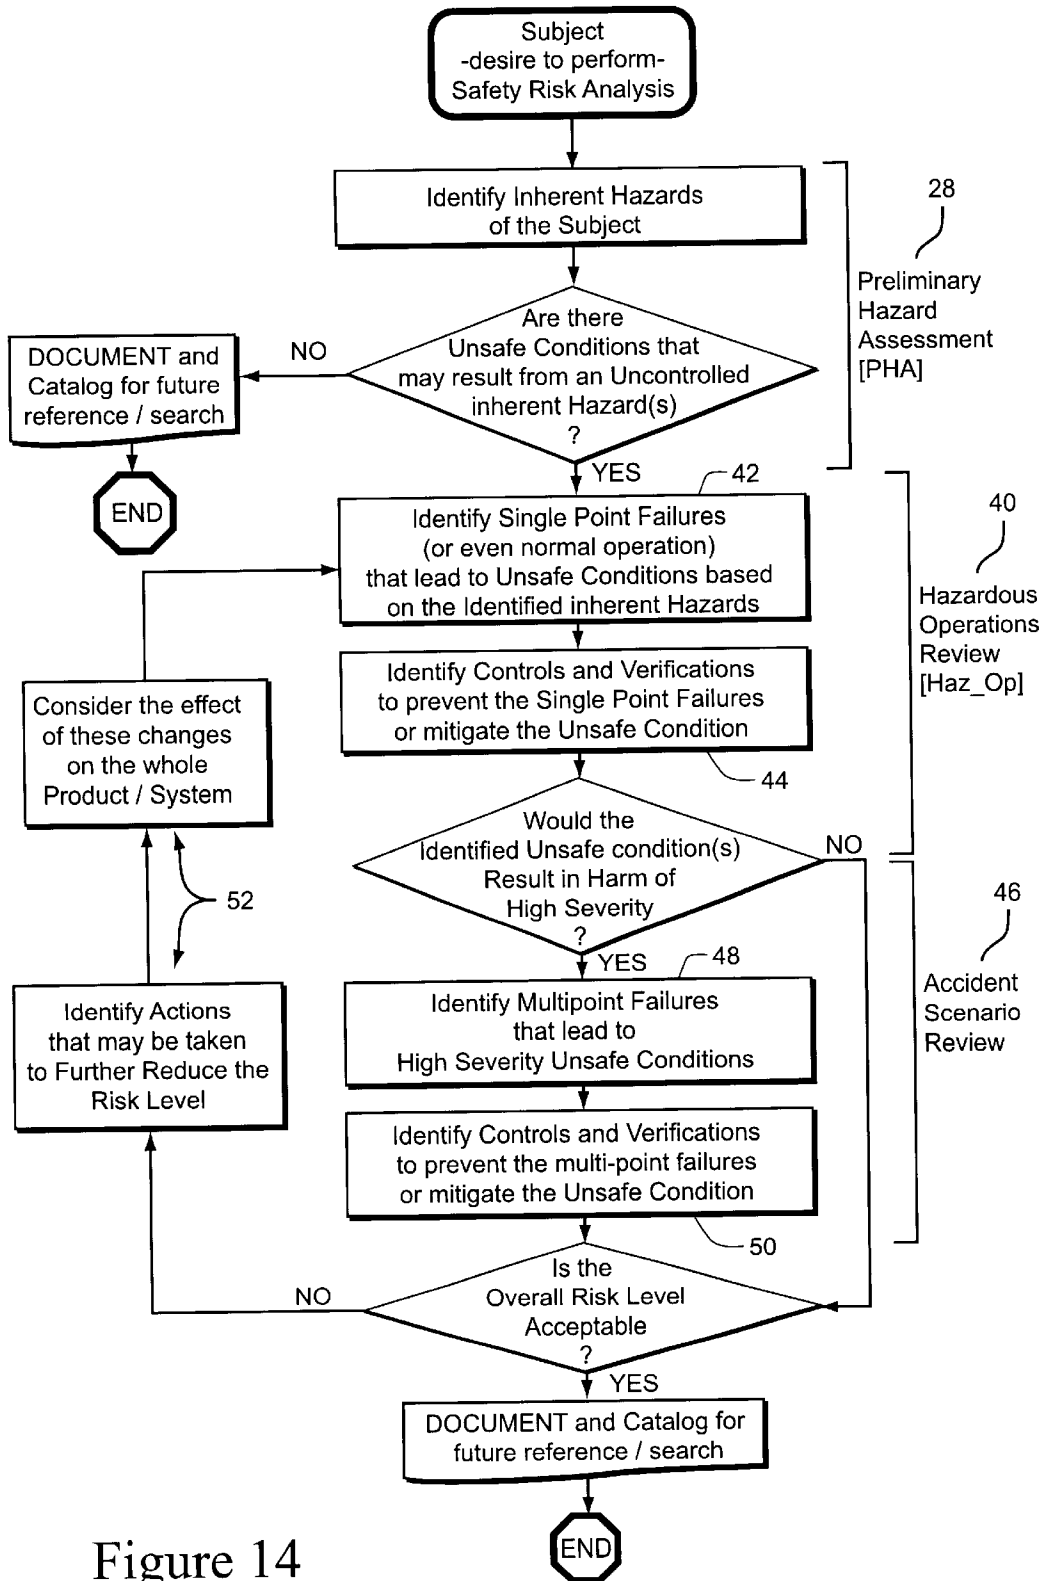 Subject
-desire to perform-
Safety Risk Analysis
Identify Inherent Hazards
of the Subject
28
Preliminary
Hazard
Assessment
[PHA]
Are there
Unsafe Conditions that
may result from an Uncontrolled
inherent Hazard(s)
?
NO
DOCUMENT and
Catalog for future
reference / search
END
YES
42
Identify Single Point Failures
(or even normal operation)
that lead to Unsafe Conditions based
on the Identified inherent Hazards
40
Hazardous
Operations
Review
[Haz_Op]
Identify Controls and Verifications
to prevent the Single Point Failures
or mitigate the Unsafe Condition
44
Consider the effect
of these changes
on the whole
Product / System
Would the
Identified Unsafe condition(s)
Result in Harm of
High Severity
?
NO
52
YES
48
46
Accident
Scenario
Review
Identify Multipoint Failures
that lead to
High Severity Unsafe Conditions
Identify Actions
that may be taken
to Further Reduce the
Risk Level
Identify Controls and Verifications
to prevent the multi-point failures
or mitigate the Unsafe Condition
50
Is the
Overall Risk Level
Acceptable
?
NO
YES
DOCUMENT and Catalog for
future reference / search
END
Figure 14